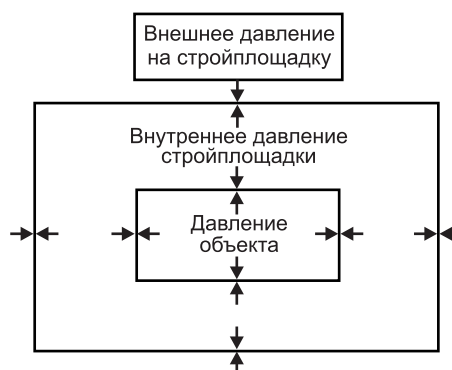 Внешнее давление
на стройплощадку
Внутреннее давление
стройплощадки
Давление
объекта